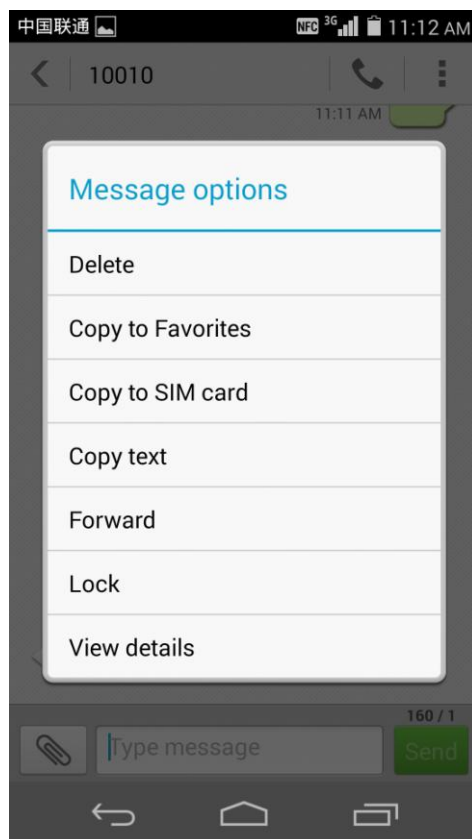 中国联通 NFC 3G 11:12 AM
10010
11:11 AM
Message options
Delete
Copy to Favorites
Copy to SIM card
Copy text
Forward
Lock
View details
160 / 1
Type message
Send